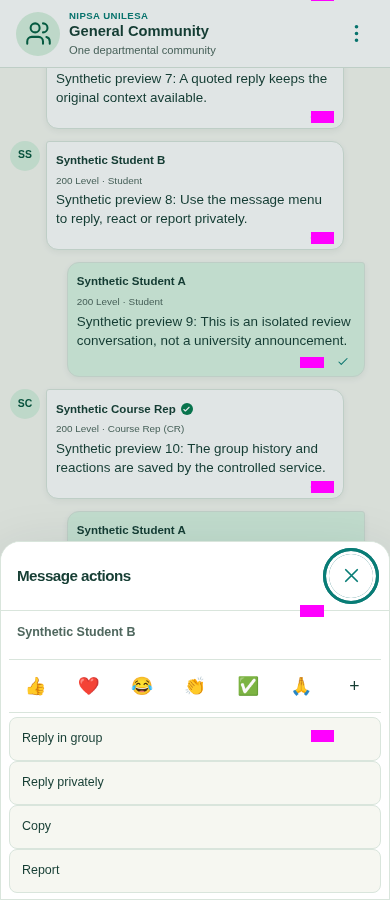 NIPSA UNILESA
General Community
One departmental community
Synthetic preview 7: A quoted reply keeps the
original context available.
SS
Synthetic Student B
200 Level · Student
Synthetic preview 8: Use the message menu
to reply, react or report privately.
Synthetic Student A
200 Level · Student
Synthetic preview 9: This is an isolated review
conversation, not a university announcement.
SC
Synthetic Course Rep
200 Level · Course Rep (CR)
Synthetic preview 10: The group history and
reactions are saved by the controlled service.
Synthetic Student A
Message actions
Synthetic Student B
👍 ❤️ 😂 👏 ✅ 🙏 +
Reply in group
Reply privately
Copy
Report